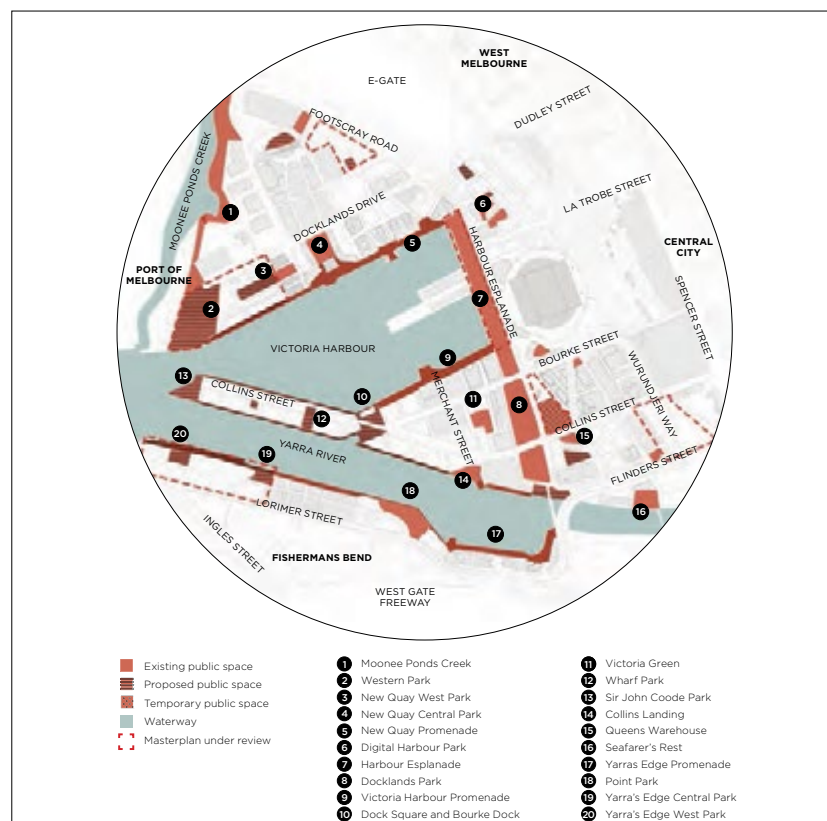 WEST
MELBOURNE
E-GATE
DUDLEY STREET
FOOTSCRAY ROAD
MOONEE PONDS CREEK
LA TROBE STREET
DOCKLANDS DRIVE
HARBOUR ESPLANADE
CENTRAL
CITY
PORT OF
MELBOURNE
SPENCER STREET
VICTORIA HARBOUR
BOURKE STREET
WURUNDJERI WAY
COLLINS STREET
MERCHANT STREET
COLLINS STREET
YARRA RIVER
FLINDERS STREET
LORIMER STREET
INGLES STREET
FISHERMANS BEND
WEST GATE
FREEWAY
1
2
3
4
5
6
7
8
9
10
11
12
13
14
15
16
17
18
19
20
Existing public space
Proposed public space
Temporary public space
Waterway
Masterplan under review
1 Moonee Ponds Creek
2 Western Park
3 New Quay West Park
4 New Quay Central Park
5 New Quay Promenade
6 Digital Harbour Park
7 Harbour Esplanade
8 Docklands Park
9 Victoria Harbour Promenade
10 Dock Square and Bourke Dock
11 Victoria Green
12 Wharf Park
13 Sir John Coode Park
14 Collins Landing
15 Queens Warehouse
16 Seafarer's Rest
17 Yarras Edge Promenade
18 Point Park
19 Yarra's Edge Central Park
20 Yarra's Edge West Park